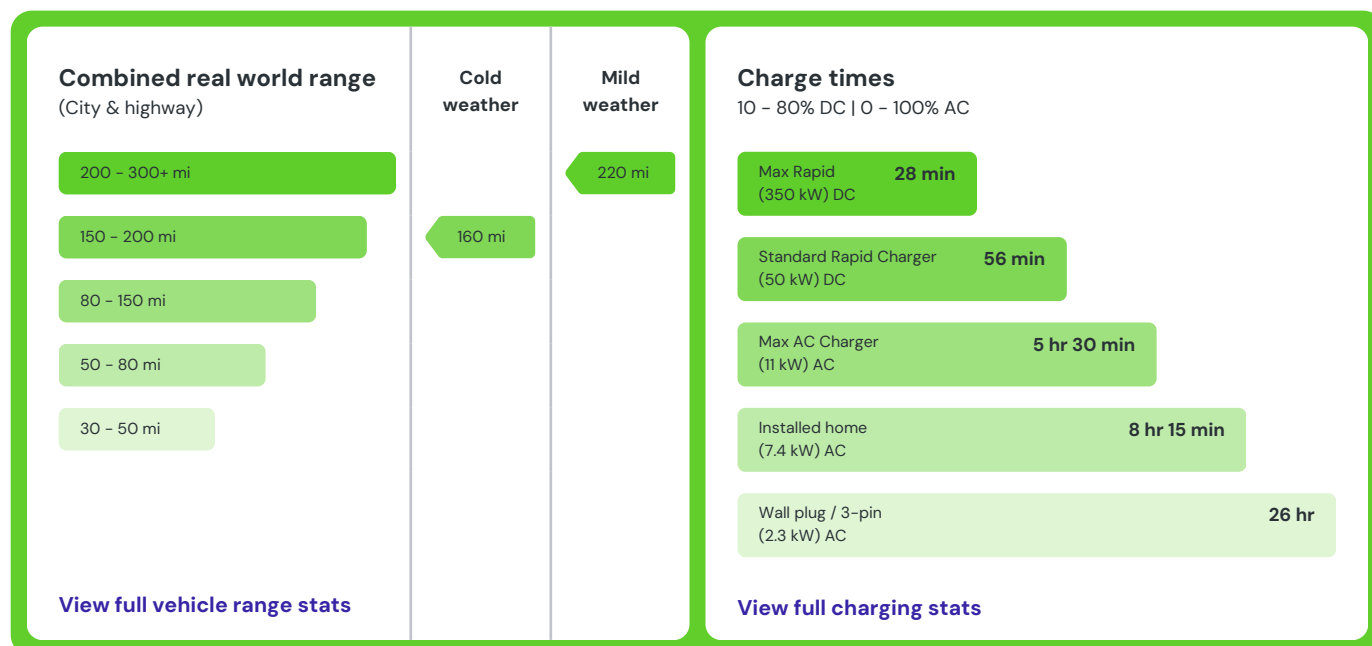 Combined real world range
(City & highway)
Cold
weather
Mild
weather
200 - 300+ mi
220 mi
150 - 200 mi
160 mi
80 - 150 mi
50 - 80 mi
30 - 50 mi
View full vehicle range stats
Charge times
10 - 80% DC | 0 - 100% AC
Max Rapid
(350 kW) DC
28 min
Standard Rapid Charger
(50 kW) DC
56 min
Max AC Charger
(11 kW) AC
5 hr 30 min
Installed home
(7.4 kW) AC
8 hr 15 min
Wall plug / 3-pin
(2.3 kW) AC
26 hr
View full charging stats